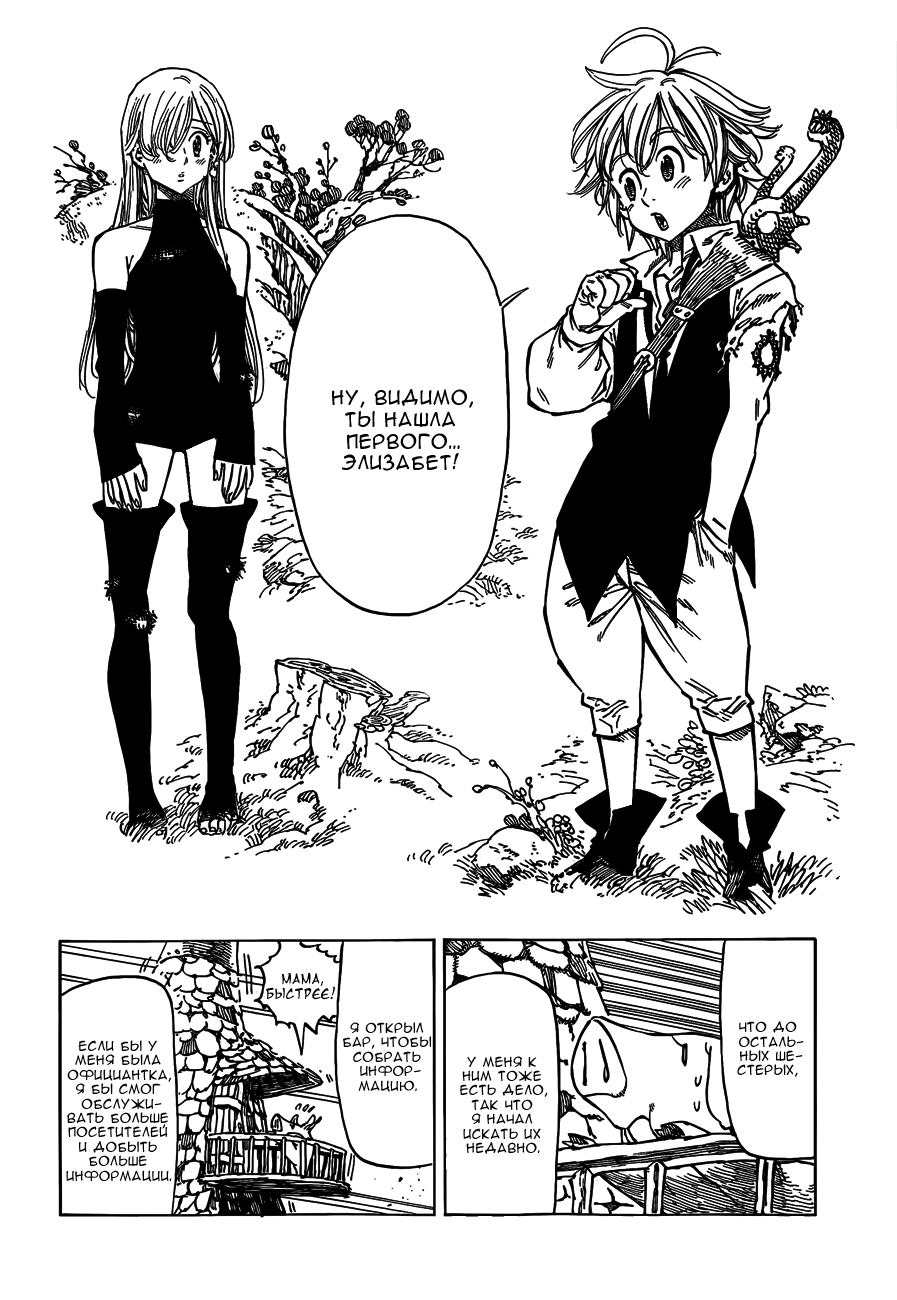 НУ, ВИДИМО,
ТЫ НАШЛА
ПЕРВОГО...
ЭЛИЗАБЕТ!
ЧТО ДО
ОСТАЛЬ-
НЫХ ШЕ-
СТЕРЫХ,
У МЕНЯ К
НИМ ТОЖЕ
ЕСТЬ ДЕЛО,
ТАК ЧТО
Я НАЧАЛ
ИСКАТЬ ИХ
НЕДАВНО.
Я ОТКРЫЛ
БАР, ЧТОБЫ
СОБРАТЬ
ИНФОР-
МАЦИЮ.
МАМА,
БЫСТРЕЕ!
ЕСЛИ БЫ У
МЕНЯ БЫЛА
ОФИЦИАНТКА,
Я БЫ СМОГ
ОБСЛУЖИ-
ВАТЬ БОЛЬШЕ
ПОСЕТИТЕЛЕЙ
И ДОБЫТЬ
БОЛЬШЕ
ИНФОРМАЦИИ.